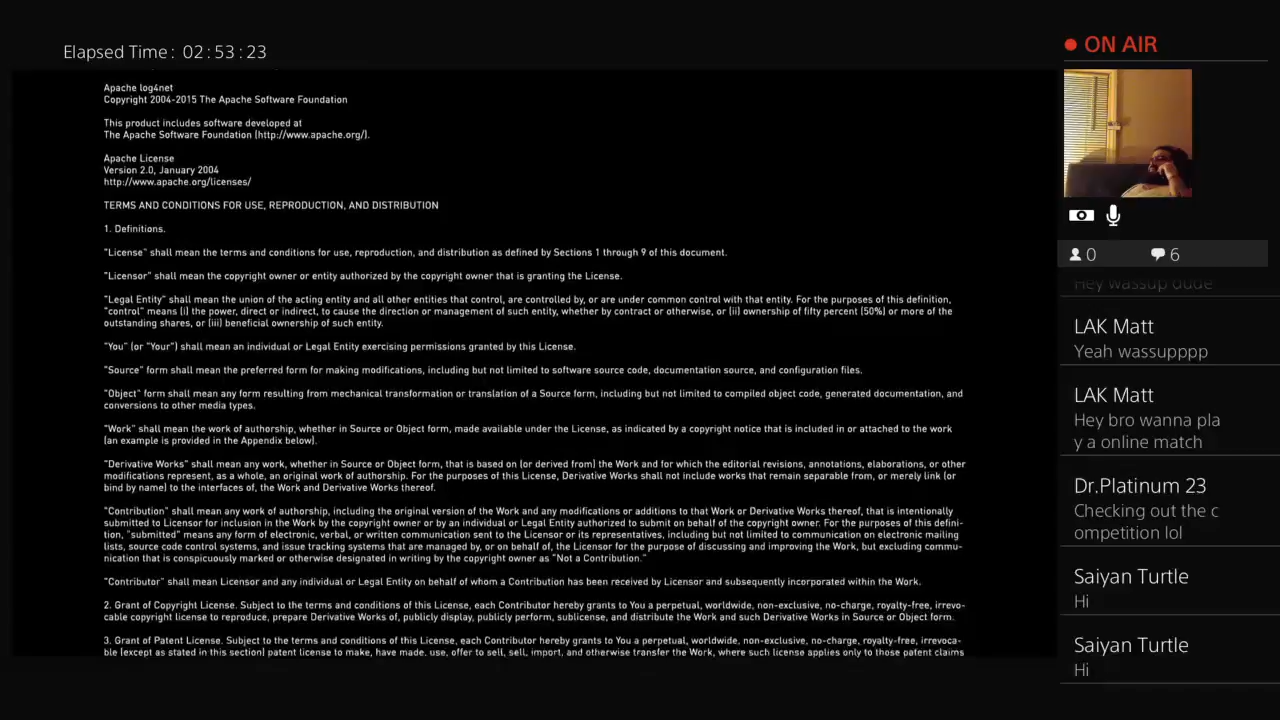 Elapsed Time: 02:53:23
ON AIR
Apache log4net
Copyright 2004-2015 The Apache Software Foundation
This product includes software developed at
The Apache Software Foundation (http://www.apache.org/).
Apache License
Version 2.0, January 2004
http://www.apache.org/licenses/
TERMS AND CONDITIONS FOR USE, REPRODUCTION, AND DISTRIBUTION
1. Definitions.
"License" shall mean the terms and conditions for use, reproduction, and distribution as defined by Sections 1 through 9 of this document.
"Licensor" shall mean the copyright owner or entity authorized by the copyright owner that is granting the License.
"Legal Entity" shall mean the union of the acting entity and all other entities that control, are controlled by, or are under common control with that entity. For the purposes of this definition,
"control" means (i) the power, direct or indirect, to cause the direction or management of such entity, whether by contract or otherwise, or (ii) ownership of fifty percent (50%) or more of the
outstanding shares, or (iii) beneficial ownership of such entity.
"You" (or "Your") shall mean an individual or Legal Entity exercising permissions granted by this License.
"Source" form shall mean the preferred form for making modifications, including but not limited to software source code, documentation source, and configuration files.
"Object" form shall mean any form resulting from mechanical transformation or translation of a Source form, including but not limited to compiled object code, generated documentation, and
conversions to other media types.
"Work" shall mean the work of authorship, whether in Source or Object form, made available under the License, as indicated by a copyright notice that is included in or attached to the work
(an example is provided in the Appendix below).
"Derivative Works" shall mean any work, whether in Source or Object form, that is based on (or derived from) the Work and for which the editorial revisions, annotations, elaborations, or other
modifications represent, as a whole, an original work of authorship. For the purposes of this License, Derivative Works shall not include works that remain separable from, or merely link (or
bind by name) to the interfaces of, the Work and Derivative Works thereof.
"Contribution" shall mean any work of authorship, including the original version of the Work and any modifications or additions to that Work or Derivative Works thereof, that is intentionally
submitted to Licensor for inclusion in the Work by the copyright owner or by an individual or Legal Entity authorized to submit on behalf of the copyright owner. For the purposes of this defini-
tion, "submitted" means any form of electronic, verbal, or written communication sent to the Licensor or its representatives, including but not limited to communication on electronic mailing
lists, source code control systems, and issue tracking systems that are managed by, or on behalf of, the Licensor for the purpose of discussing and improving the Work, but excluding commu-
nication that is conspicuously marked or otherwise designated in writing by the copyright owner as "Not a Contribution."
"Contributor" shall mean Licensor and any individual or Legal Entity on behalf of whom a Contribution has been received by Licensor and subsequently incorporated within the Work.
2. Grant of Copyright License. Subject to the terms and conditions of this License, each Contributor hereby grants to You a perpetual, worldwide, non-exclusive, no-charge, royalty-free, irrevo-
cable copyright license to reproduce, prepare Derivative Works of, publicly display, publicly perform, sublicense, and distribute the Work and such Derivative Works in Source or Object form.
3. Grant of Patent License. Subject to the terms and conditions of this License, each Contributor hereby grants to You a perpetual, worldwide, non-exclusive, no-charge, royalty-free, irrevoca-
ble (except as stated in this section) patent license to make, have made, use, offer to sell, sell, import, and otherwise transfer the Work, where such license applies only to those patent claims
0
6
Hey wassup dude
LAK Matt
Yeah wassupppp
LAK Matt
Hey bro wanna pla
y a online match
Dr.Platinum 23
Checking out the c
ompetition lol
Saiyan Turtle
Hi
Saiyan Turtle
Hi